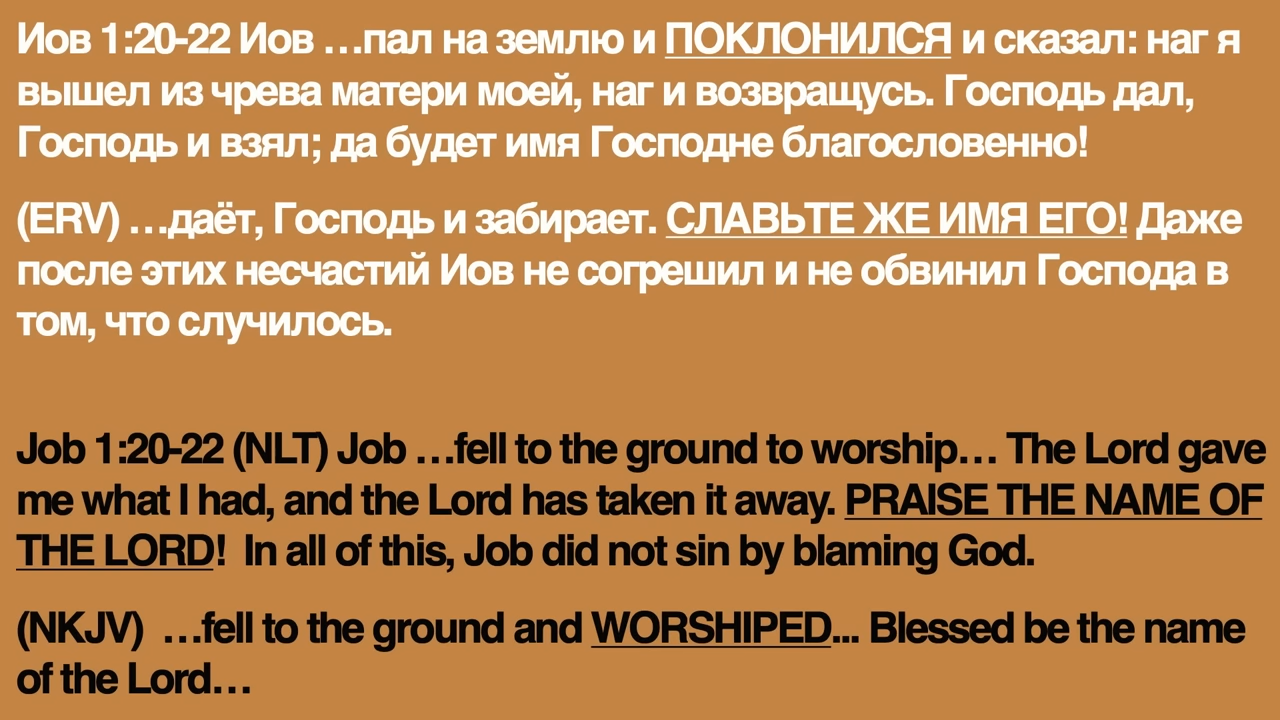 Иов 1:20-22 Иов …пал на землю и ПОКЛОНИЛСЯ и сказал: наг я
вышел из чрева матери моей, наг и возвращусь. Господь дал,
Господь и взял; да будет имя Господне благословенно!
(ERV) …даёт, Господь и забирает. СЛАВЬТЕ ЖЕ ИМЯ ЕГО! Даже
после этих несчастий Иов не согрешил и не обвинил Господа в
том, что случилось.
Job 1:20-22 (NLT) Job …fell to the ground to worship… The Lord gave
me what I had, and the Lord has taken it away. PRAISE THE NAME OF
THE LORD!  In all of this, Job did not sin by blaming God.
(NKJV)  …fell to the ground and WORSHIPED... Blessed be the name
of the Lord…